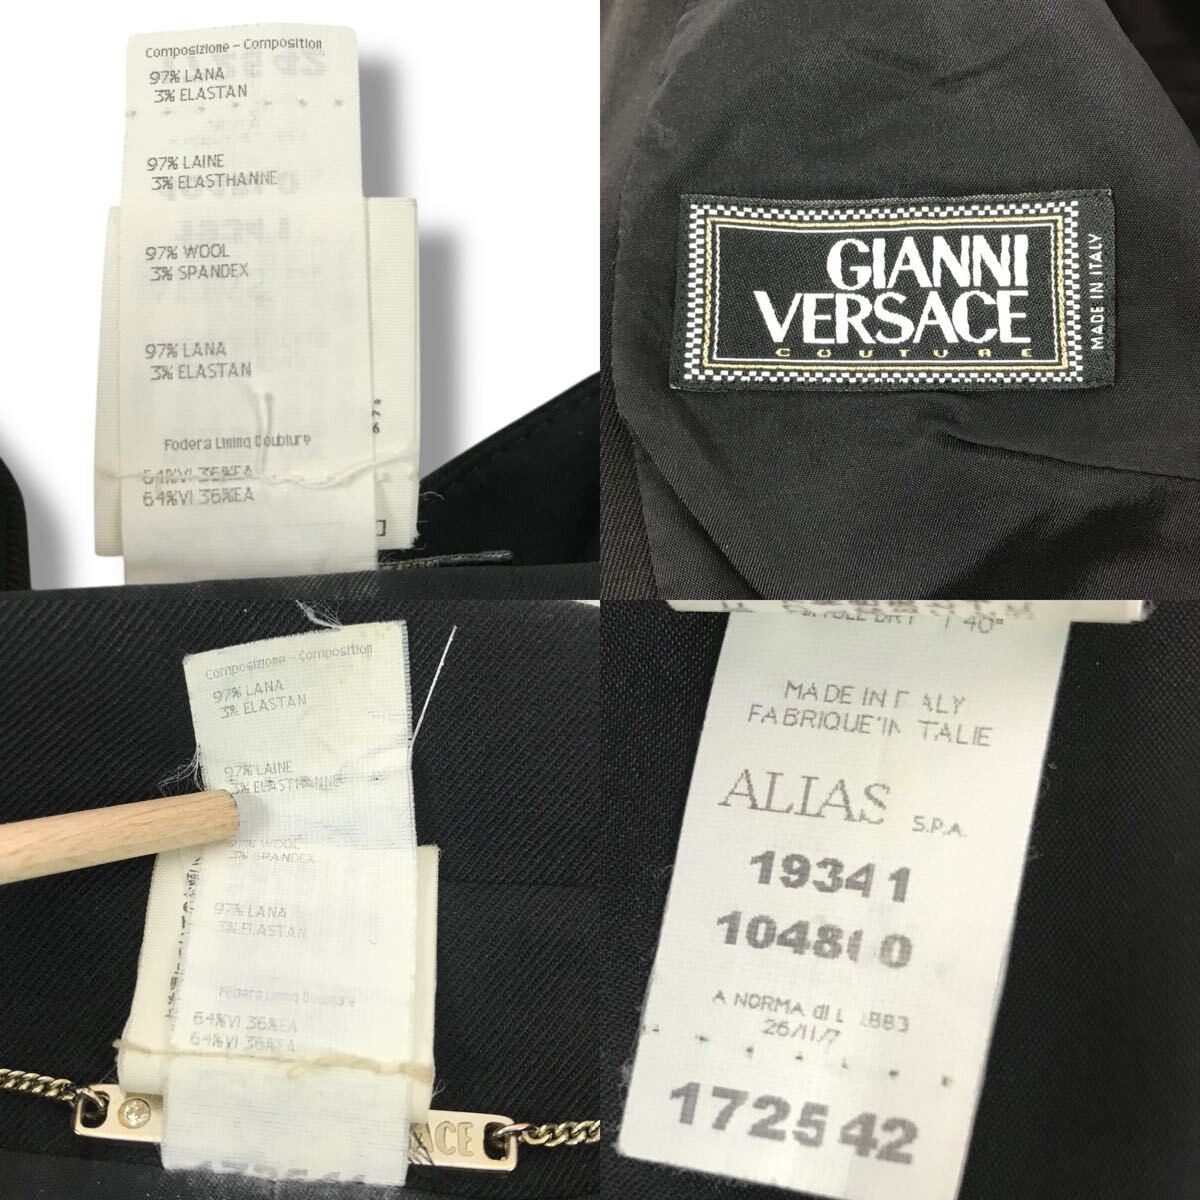 Composizione - Composition
97% LANA
3% ELASTAN
97% LAINE
3% ELASTHANNE
97% WOOL
3% SPANDEX
97% LANA
3% ELASTAN
Fodera Lining Doublure
64%VI 36%EA
64%VI 36%EA
GIANNI
VERSACE
COUTURE
MADE IN ITALY
Composizione - Composition
97% LANA
3% ELASTAN
97% LAINE
3% ELASTHANNE
97% WOOL
3% SPANDEX
97% LANA
3% ELASTAN
Fodera Lining Doublure
64%VI 36%EA
64%VI 36%EA
MADE IN ITALY
FABRIQUE' IN ITALIE
ALIAS S.P.A.
19341
104810
A NORMA di L 883
26/11/7
172542